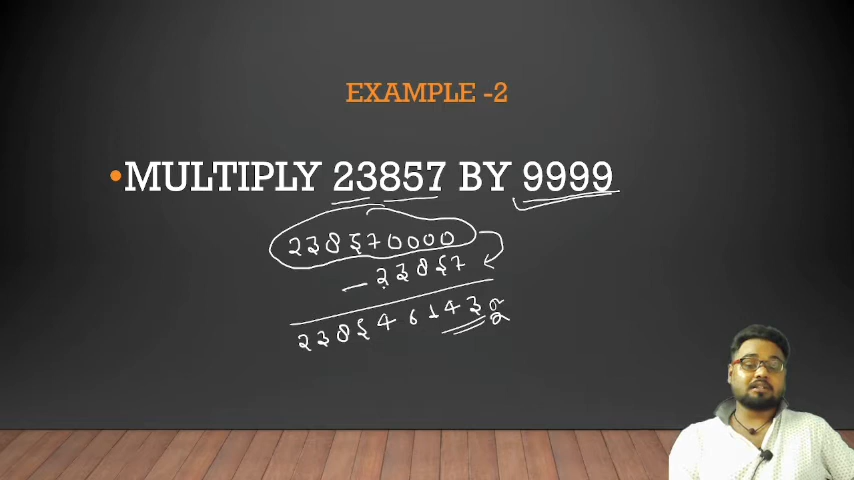 EXAMPLE -2
•MULTIPLY 23857 BY 9999
238570000
- 23857
238546143